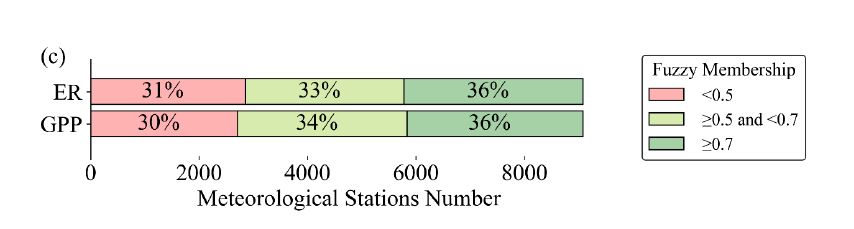 (c)
ER 31% 33% 36%
GPP 30% 34% 36%
0 2000 4000 6000 8000
Meteorological Stations Number
Fuzzy Membership
<0.5
≥0.5 and <0.7
≥0.7